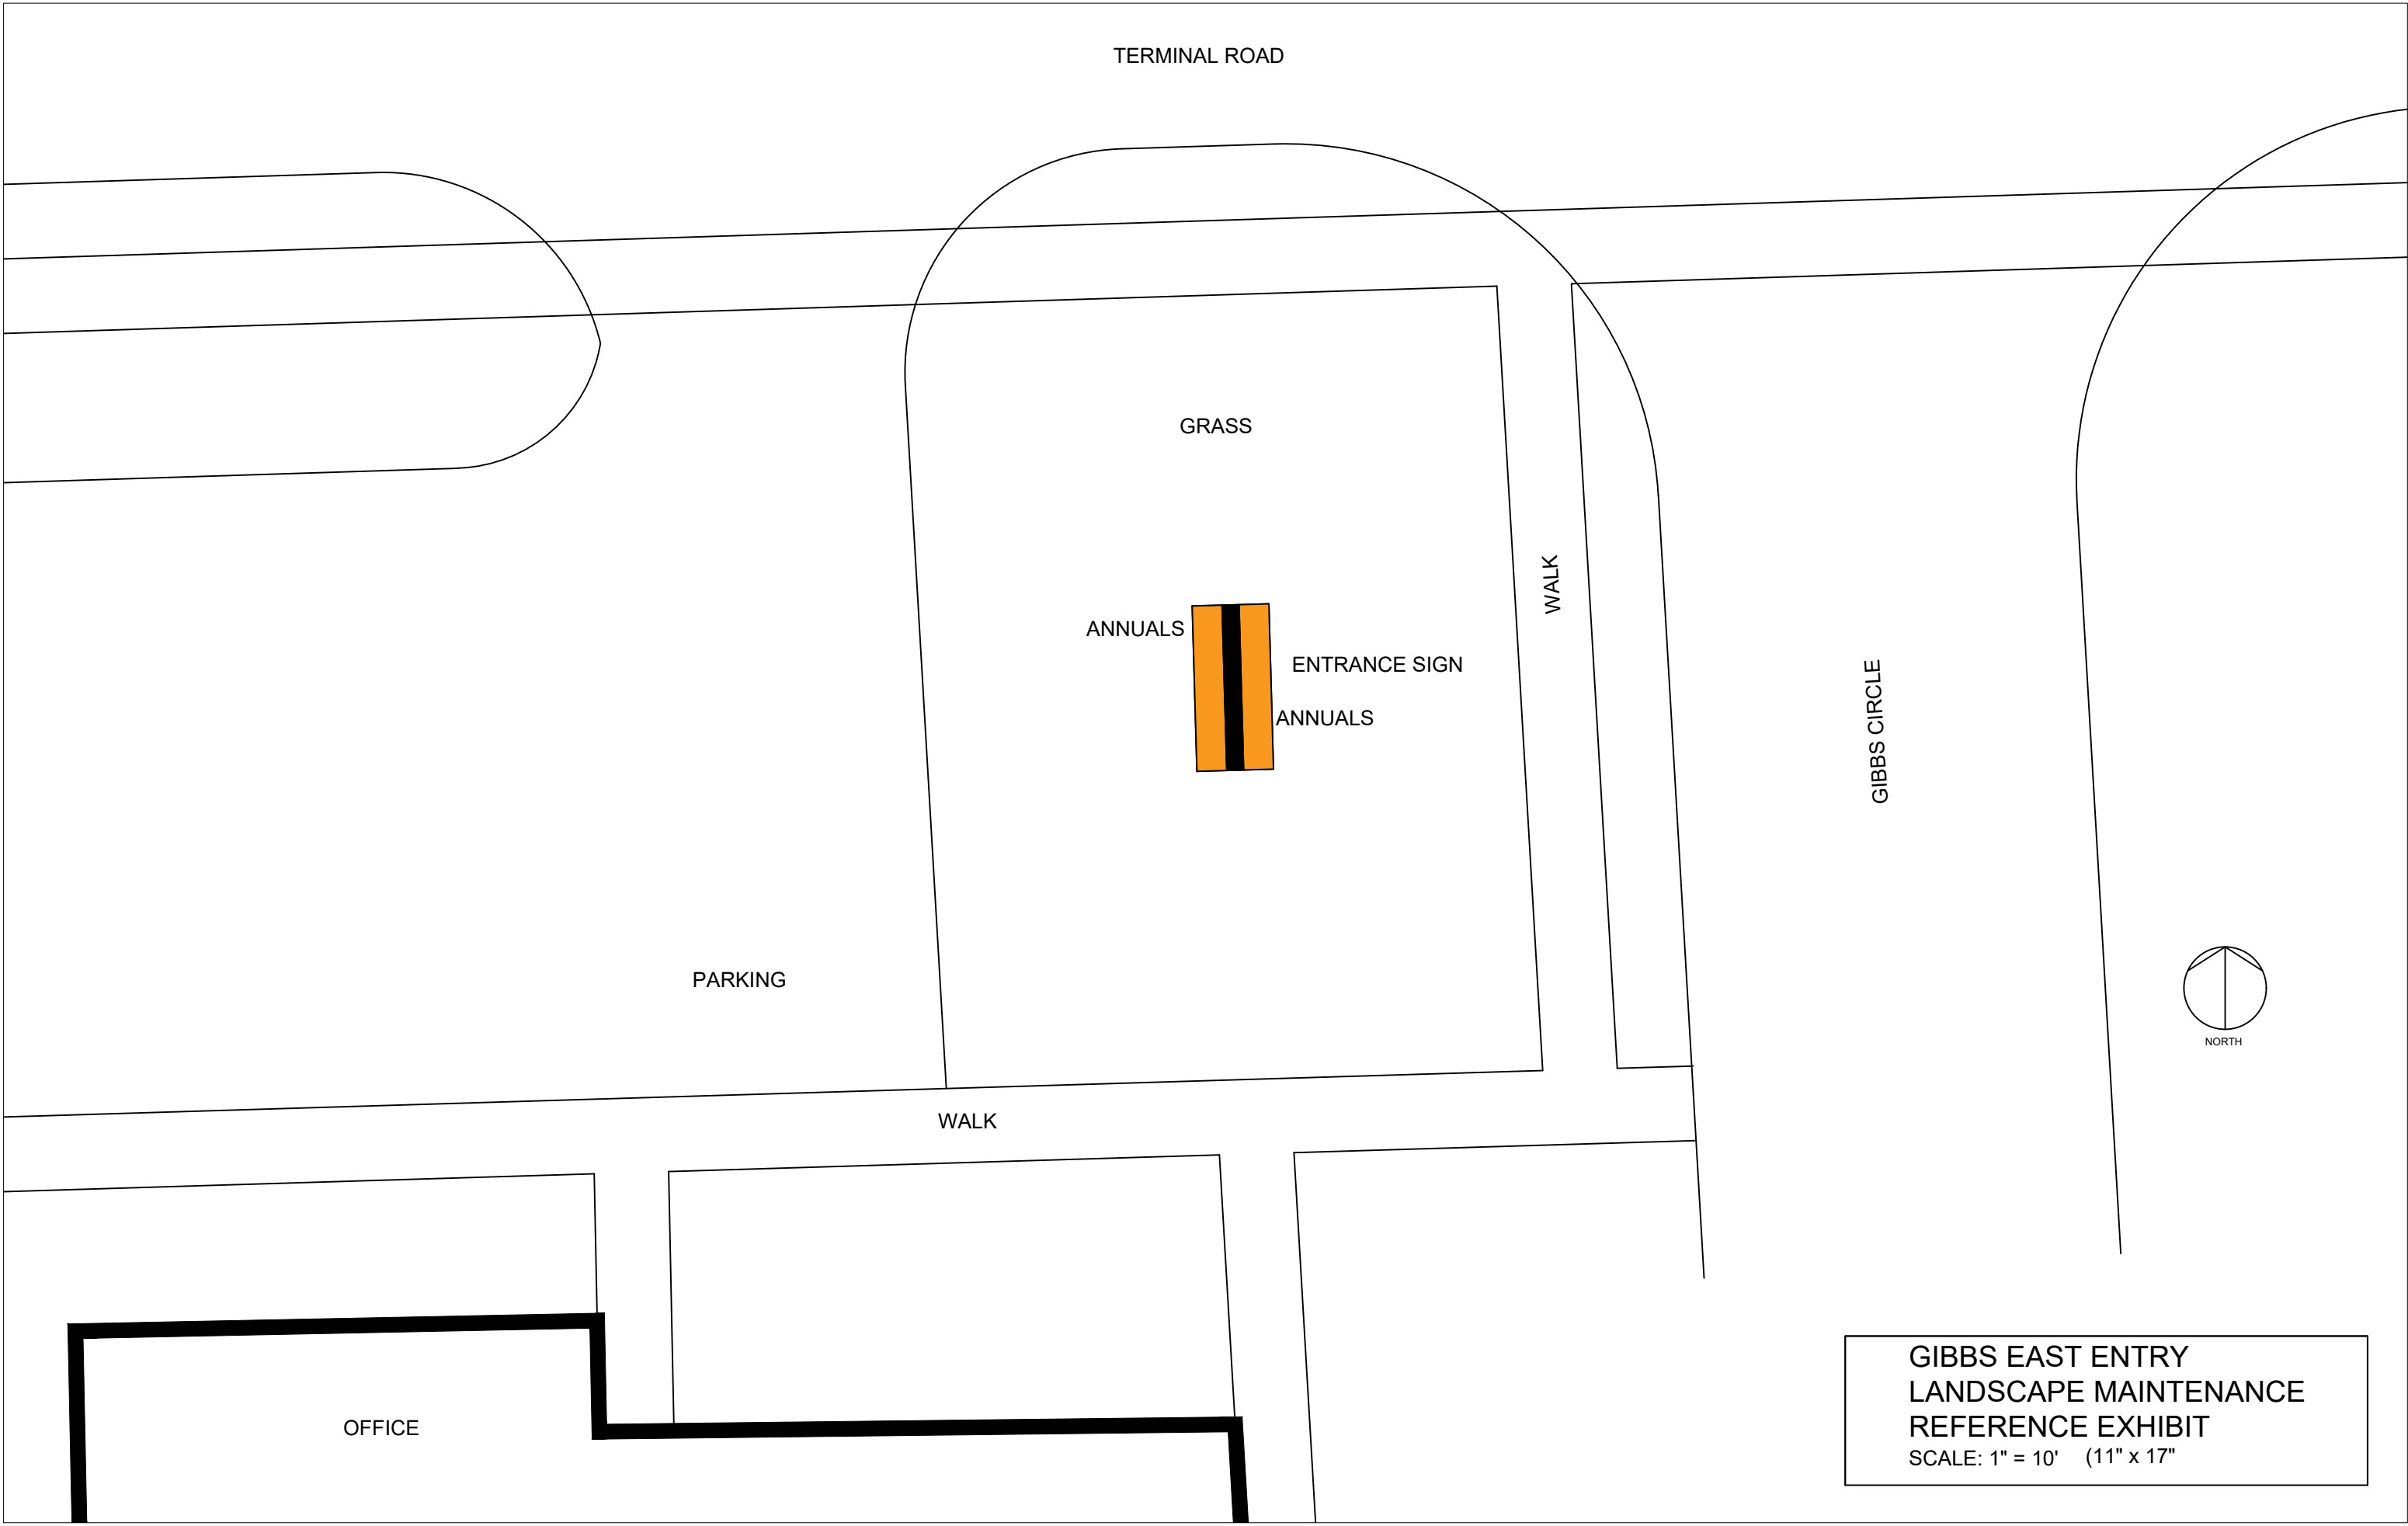 TERMINAL ROAD
GRASS
WALK
ANNUALS
ENTRANCE SIGN
ANNUALS
GIBBS CIRCLE
PARKING
NORTH
WALK
OFFICE
GIBBS EAST ENTRY
LANDSCAPE MAINTENANCE
REFERENCE EXHIBIT
SCALE: 1" = 10' (11" x 17"